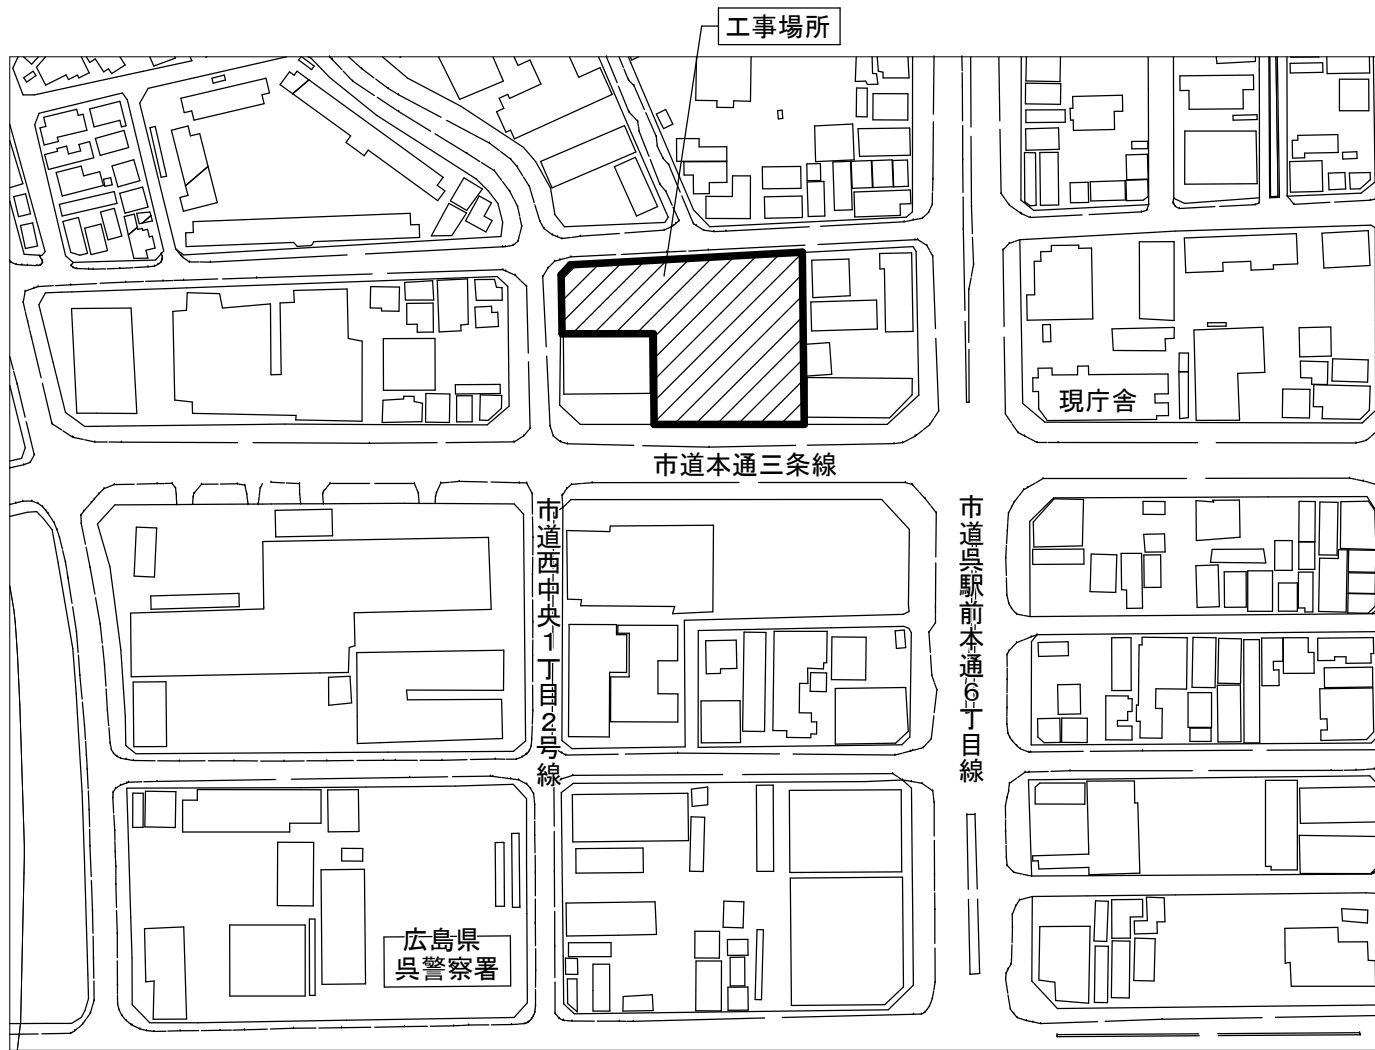 工事場所
現庁舎
市道本通三条線
市道西中央1丁目2号線
市道呉駅前本通6丁目線
広島県
呉警察署